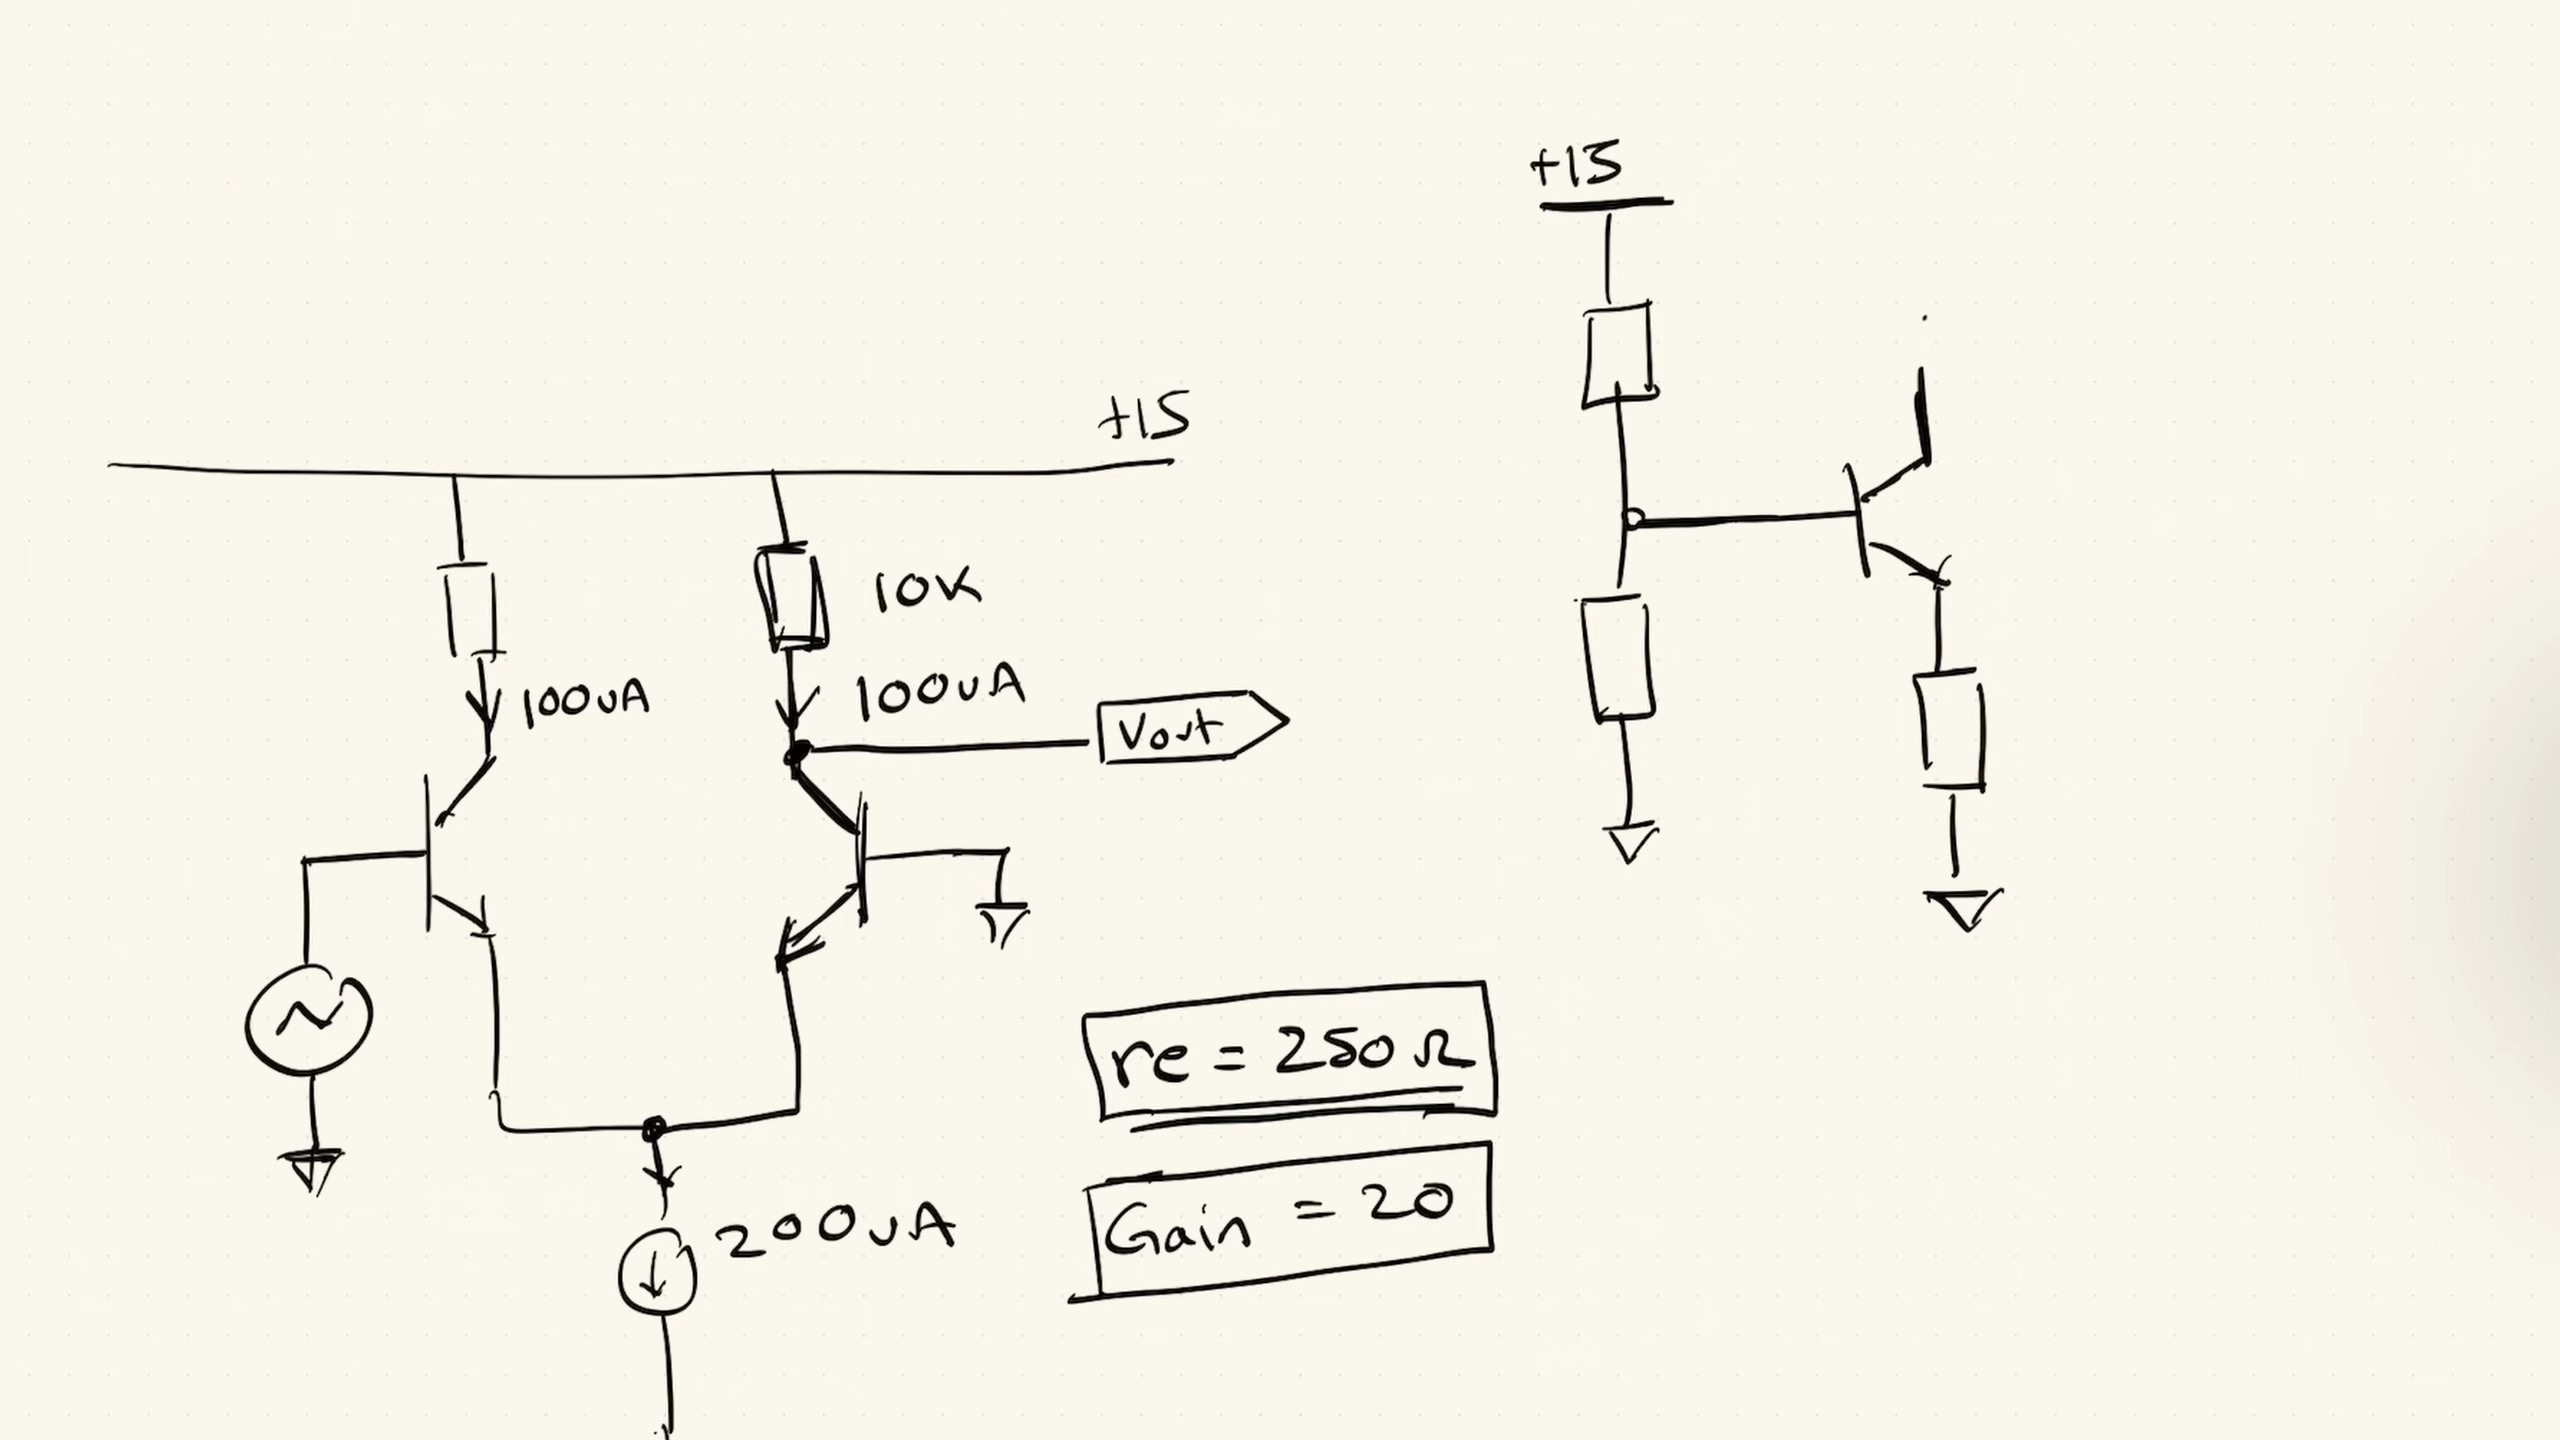 +15
+15
10K
100uA
100uA
Vout
re = 250 Ω
Gain = 20
200uA